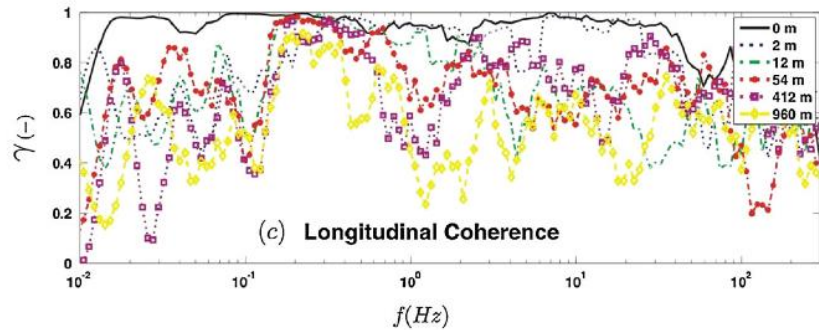 1
0.8
0.6
0.4
0.2
0
γ(−)
10⁻² 10⁻¹ 10⁰ 10¹ 10²
f(Hz)
(c) Longitudinal Coherence
0 m
2 m
12 m
54 m
412 m
960 m